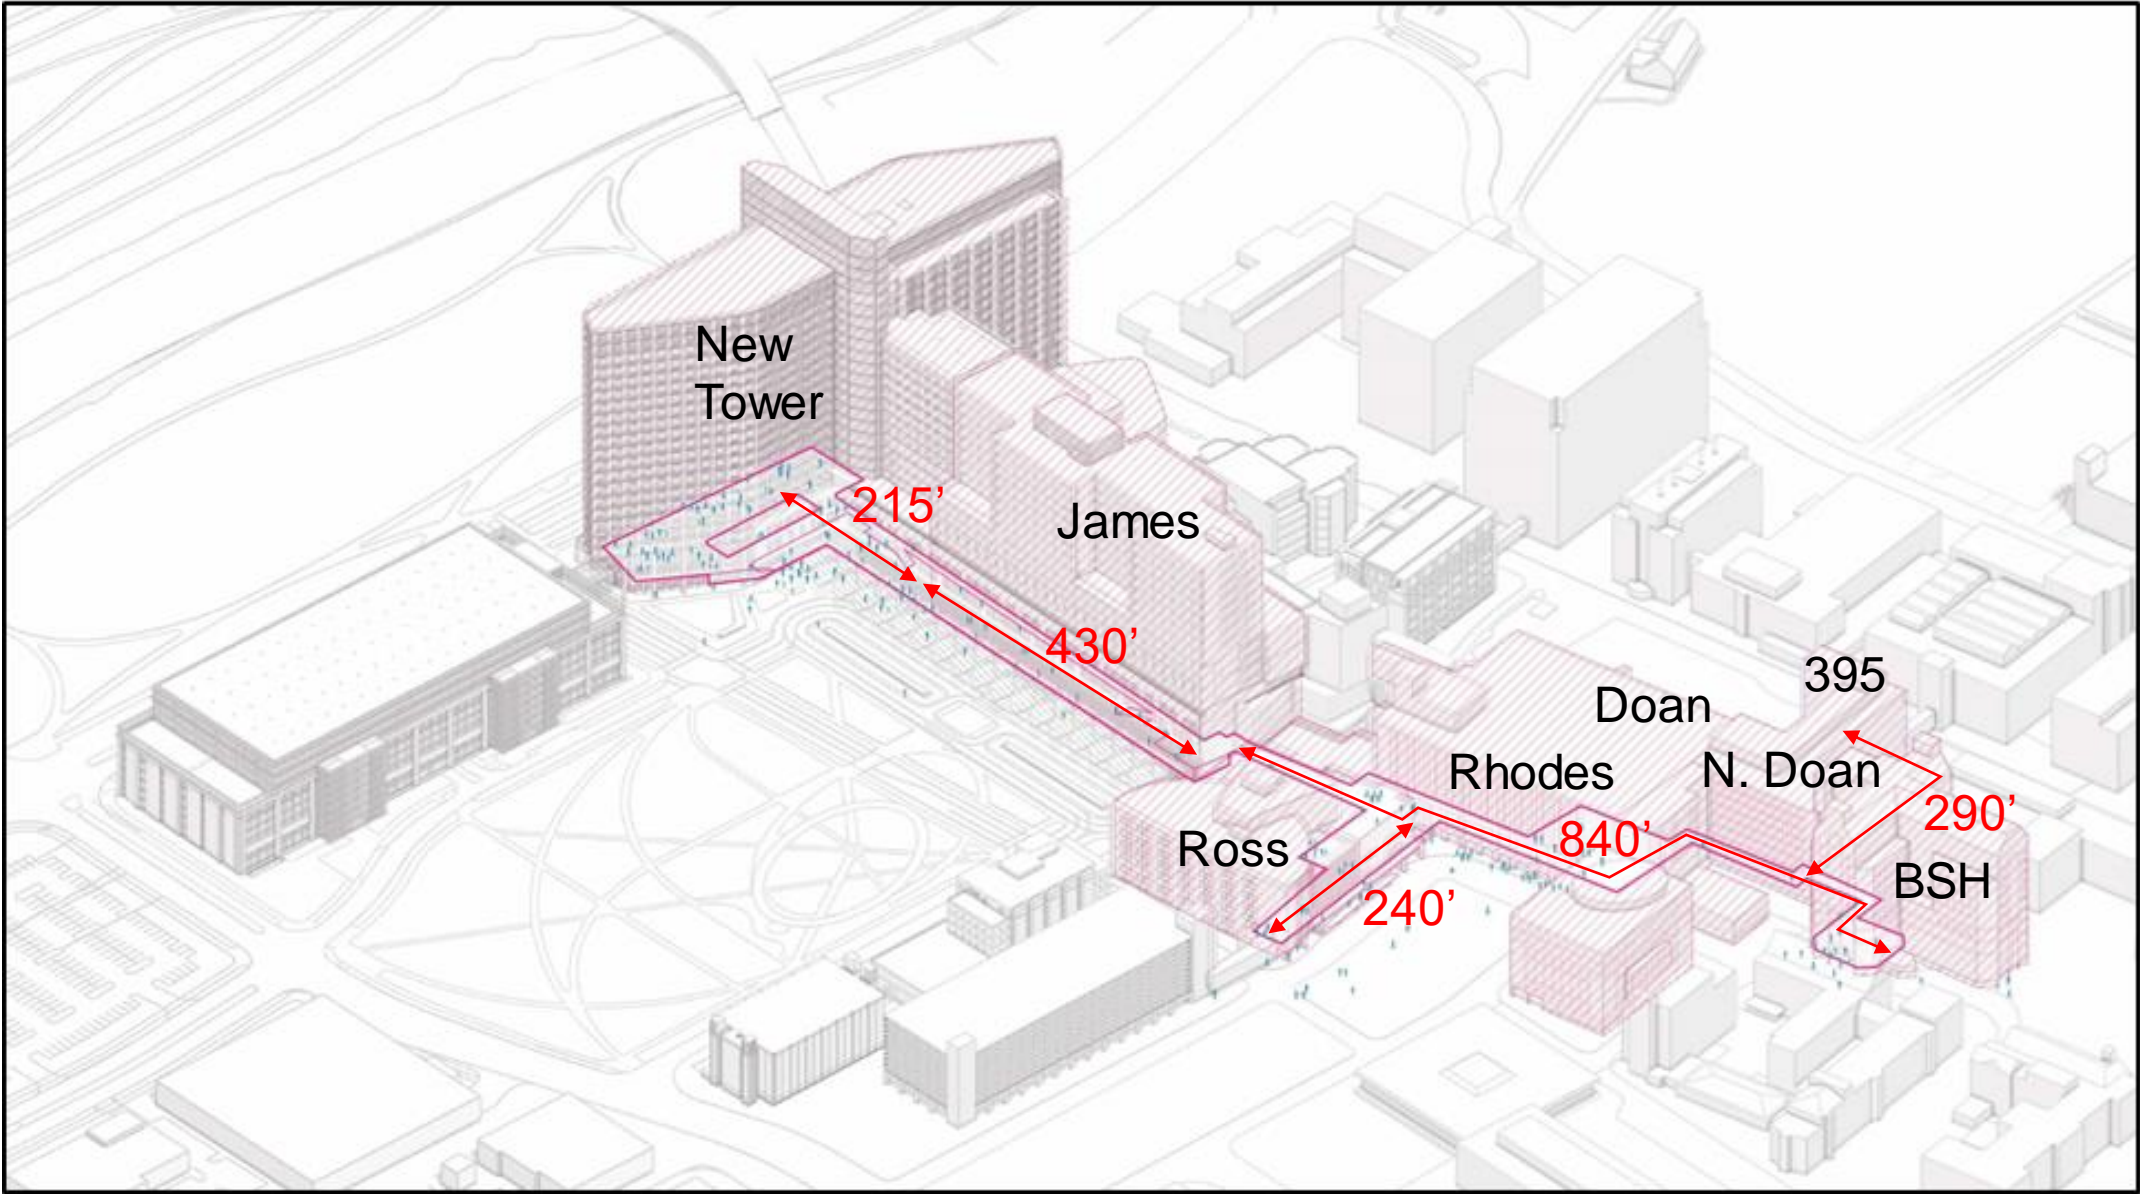 New
Tower
215’
James
430’
395
Doan
Rhodes
N. Doan
290’
840’
Ross
BSH
240’